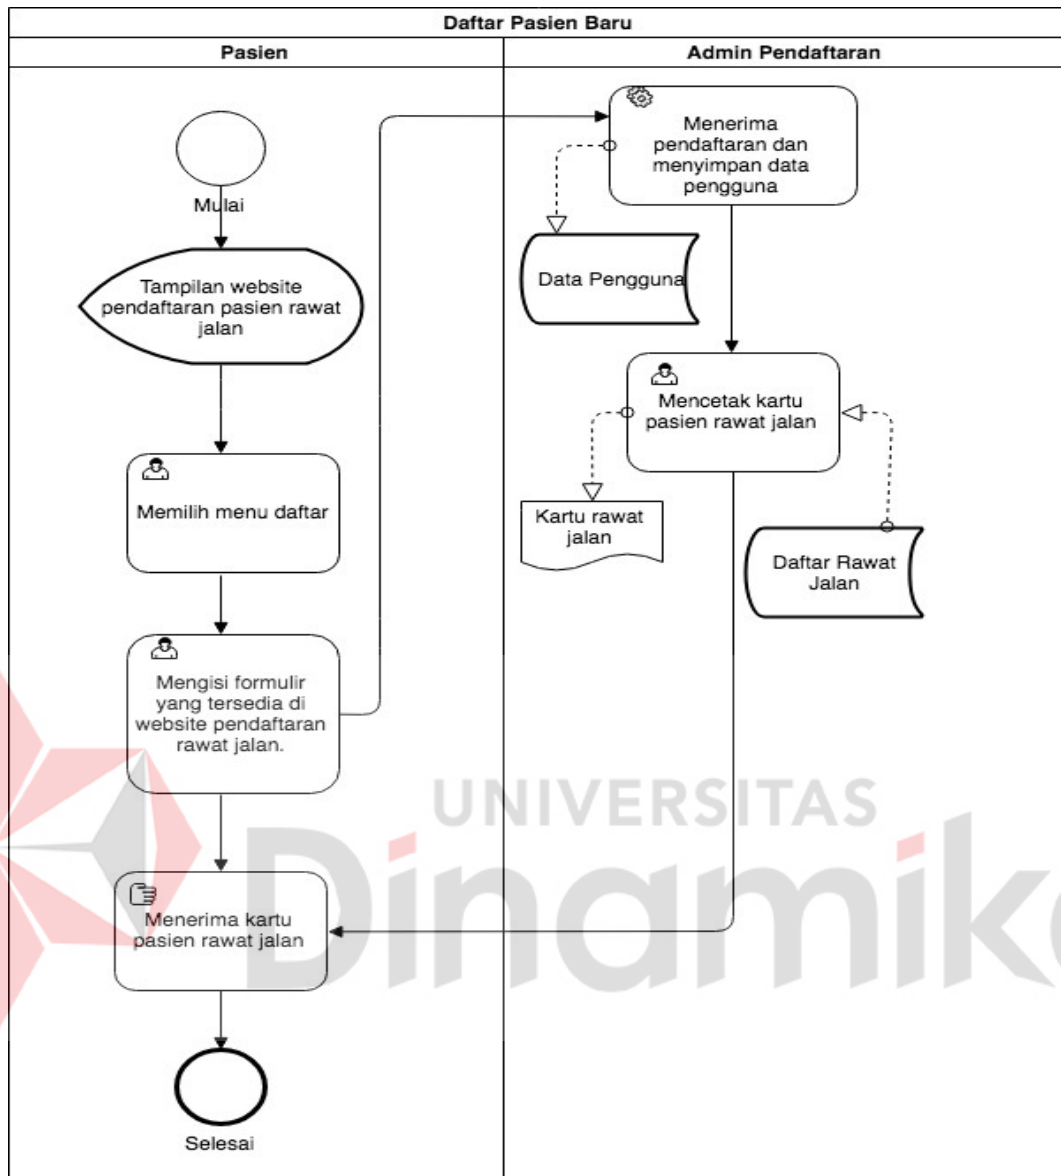 Daftar Pasien Baru
Pasien
Admin Pendaftaran
Mulai
Tampilan website
pendaftaran pasien rawat
jalan
Memilih menu daftar
Mengisi formulir
yang tersedia di
website pendaftaran
rawat jalan.
Menerima kartu
pasien rawat jalan
Selesai
Menerima
pendaftaran dan
menyimpan data
pengguna
Data Pengguna
Mencetak kartu
pasien rawat jalan
Kartu rawat
jalan
Daftar Rawat
Jalan
UNIVERSITAS
Dinamika